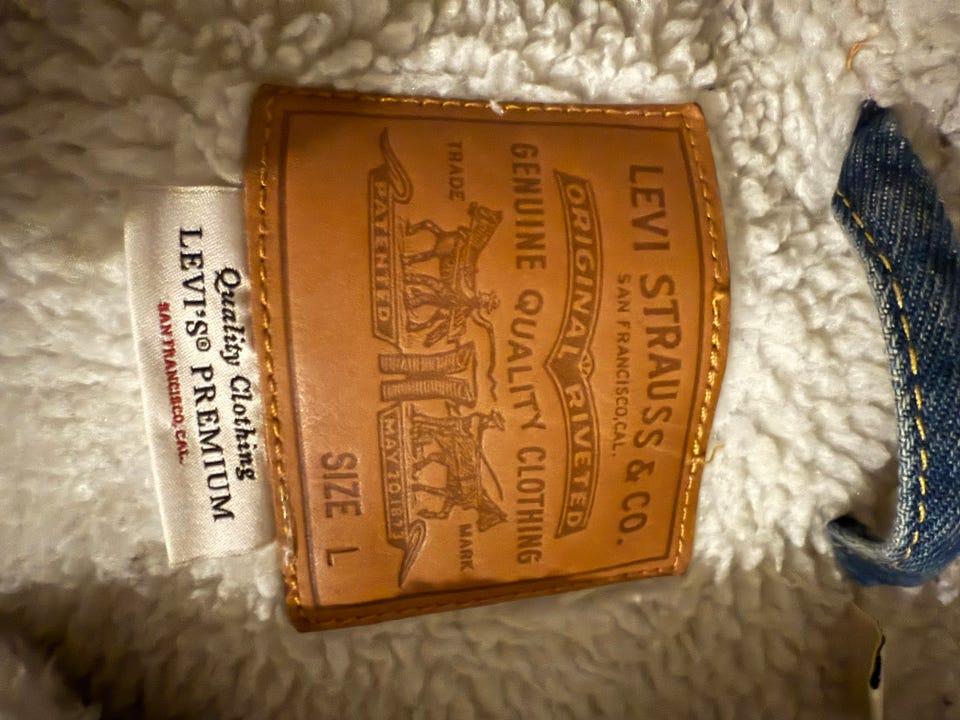 LEVI STRAUSS & CO.
SAN FRANCISCO, CAL.
ORIGINAL RIVETED
GENUINE QUALITY CLOTHING
TRADE MARK
PATENTED MAY 20 1873
SIZE L
Quality Clothing
LEVI'S® PREMIUM
SAN FRANCISCO, CAL.